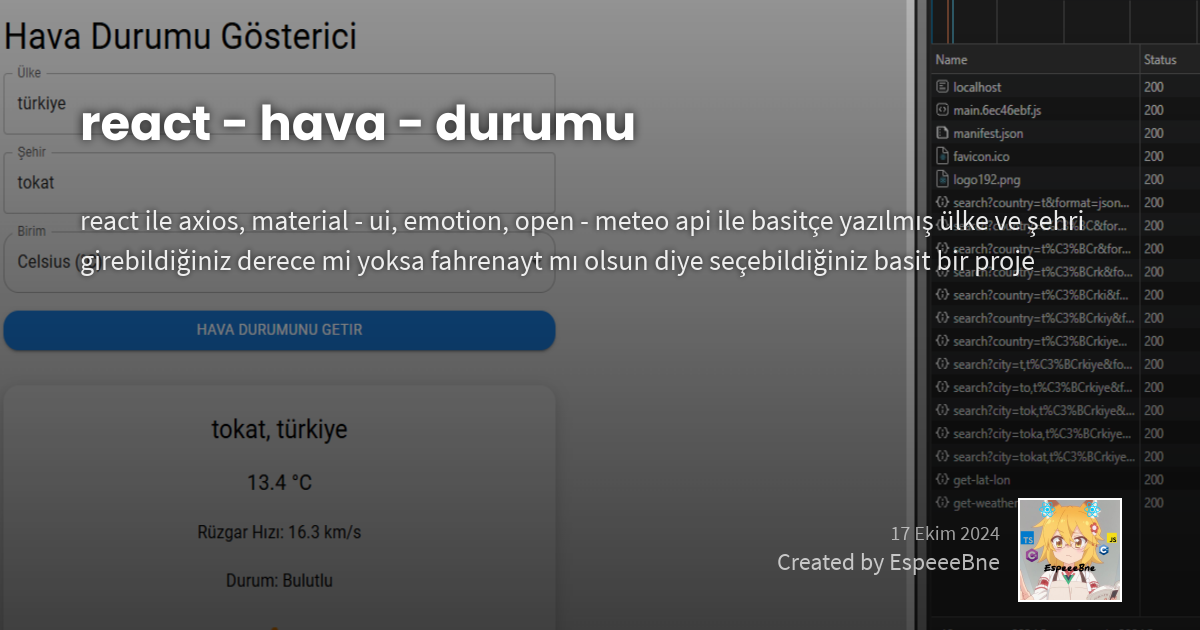 Hava Durumu Gösterici
Ülke
türkiye
react - hava - durumu
Şehir
tokat
react ile axios, material - ui, emotion, open - meteo api ile basitçe yazılmış ülke ve şehri
girebildiğiniz derece mi yoksa fahrenayt mı olsun diye seçebildiğiniz basit bir proje
Birim
Celsius
HAVA DURUMUNU GETIR
tokat, türkiye
13.4 °C
Rüzgar Hızı: 16.3 km/s
Durum: Bulutlu
Name Status
localhost 200
main.6ec46ebf.js 200
manifest.json 200
favicon.ico 200
logo192.png 200
search?country=t&format=json... 200
search?country=t%C3%BC&for... 200
search?country=t%C3%BCr&fo... 200
search?country=t%C3%BCrk&fo... 200
search?country=t%C3%BCrki&f... 200
search?country=t%C3%BCrkiy&f... 200
search?country=t%C3%BCrkiye... 200
search?city=t,t%C3%BCrkiye&fo... 200
search?city=to,t%C3%BCrkiye&f... 200
search?city=tok,t%C3%BCrkiye&... 200
search?city=toka,t%C3%BCrkiye... 200
search?city=tokat,t%C3%BCrkiye... 200
get-lat-lon 200
get-weather 200
17 Ekim 2024
Created by EspeeeBne
TS
JS
EspeeeBne